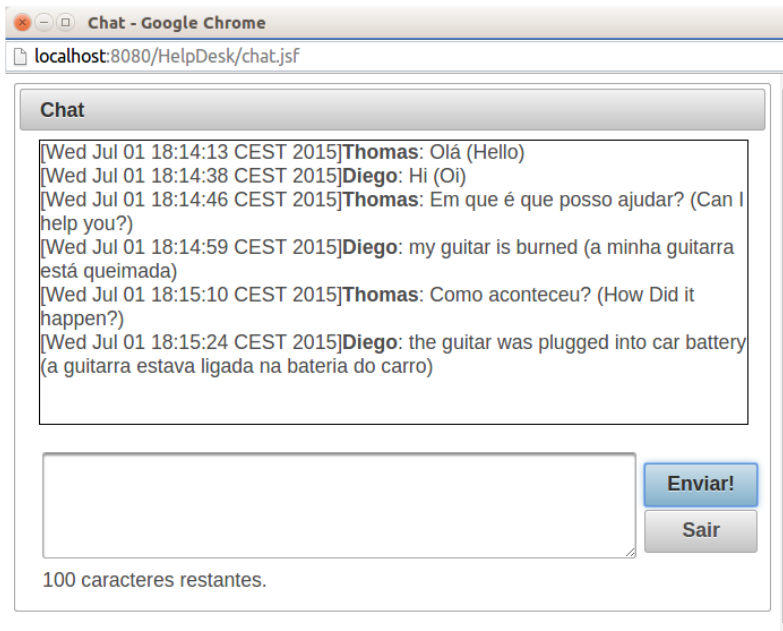 Chat - Google Chrome
localhost:8080/HelpDesk/chat.jsf
Chat
[Wed Jul 01 18:14:13 CEST 2015]Thomas: Olá (Hello)
[Wed Jul 01 18:14:38 CEST 2015]Diego: Hi (Oi)
[Wed Jul 01 18:14:46 CEST 2015]Thomas: Em que é que posso ajudar? (Can I
help you?)
[Wed Jul 01 18:14:59 CEST 2015]Diego: my guitar is burned (a minha guitarra
está queimada)
[Wed Jul 01 18:15:10 CEST 2015]Thomas: Como aconteceu? (How Did it
happen?)
[Wed Jul 01 18:15:24 CEST 2015]Diego: the guitar was plugged into car battery
(a guitarra estava ligada na bateria do carro)
Enviar!
Sair
100 caracteres restantes.